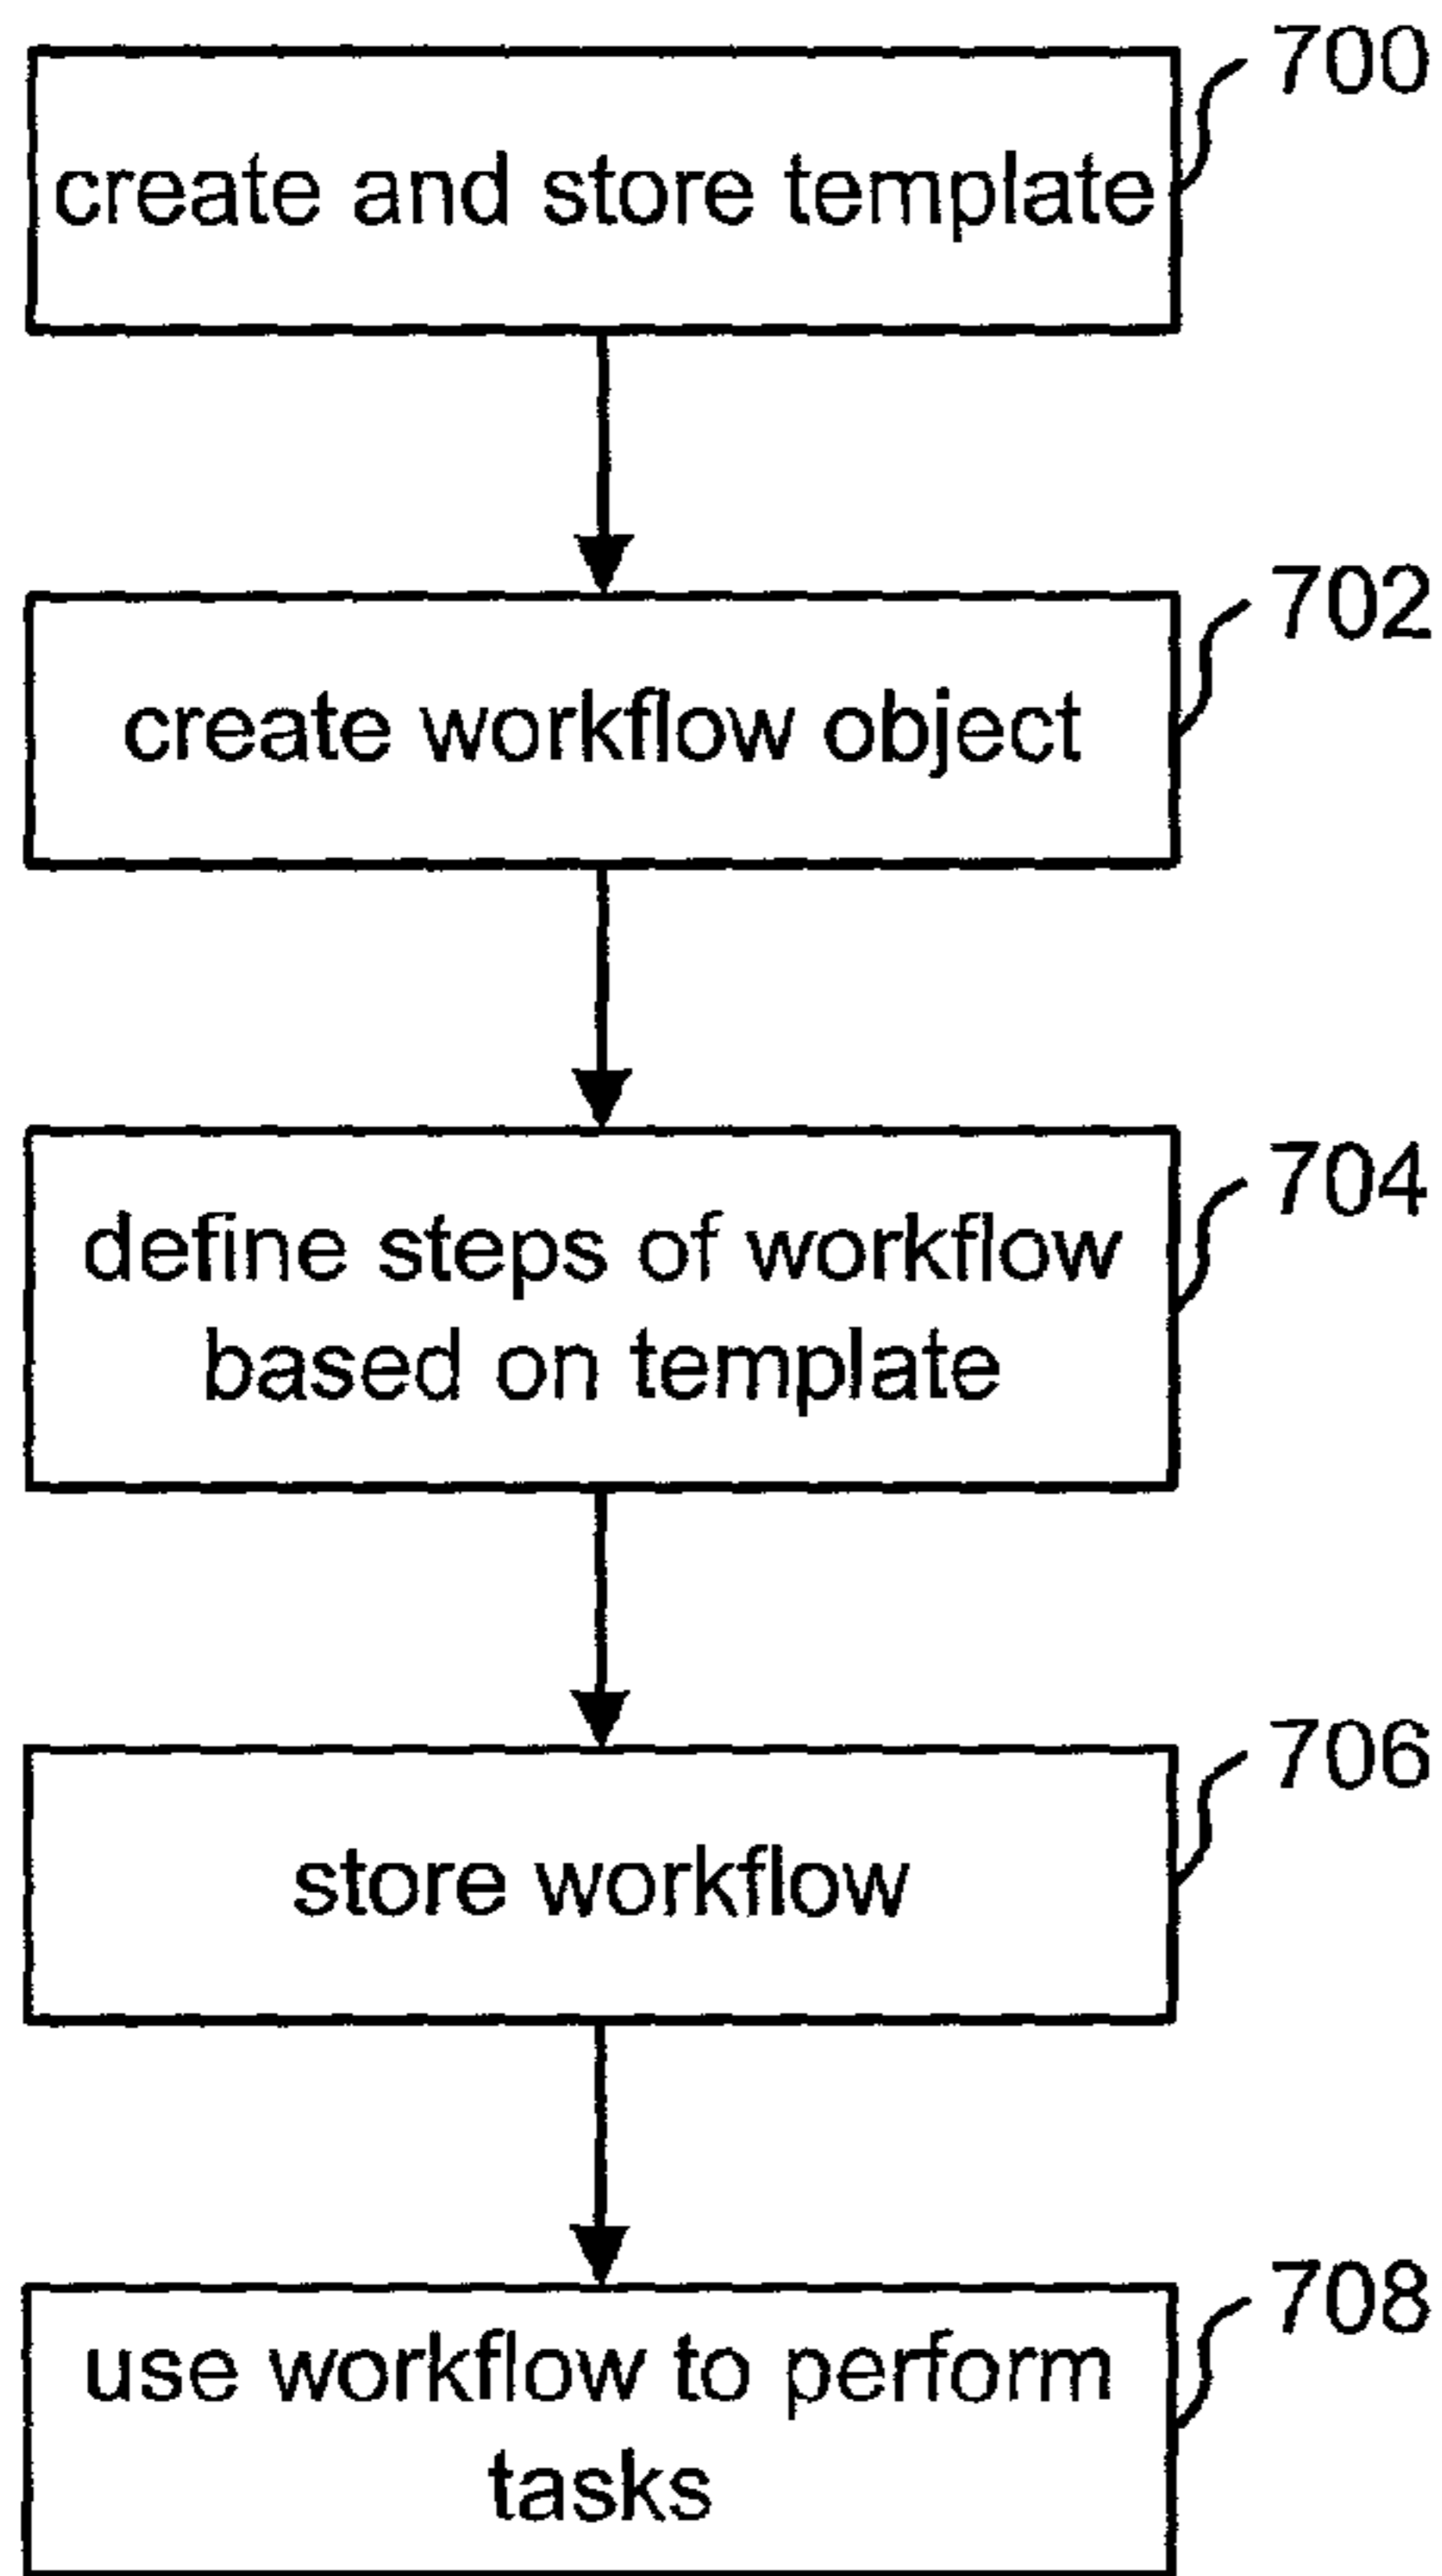 700
create and store template
702
create workflow object
704
define steps of workflow
based on template
706
store workflow
708
use workflow to perform
tasks